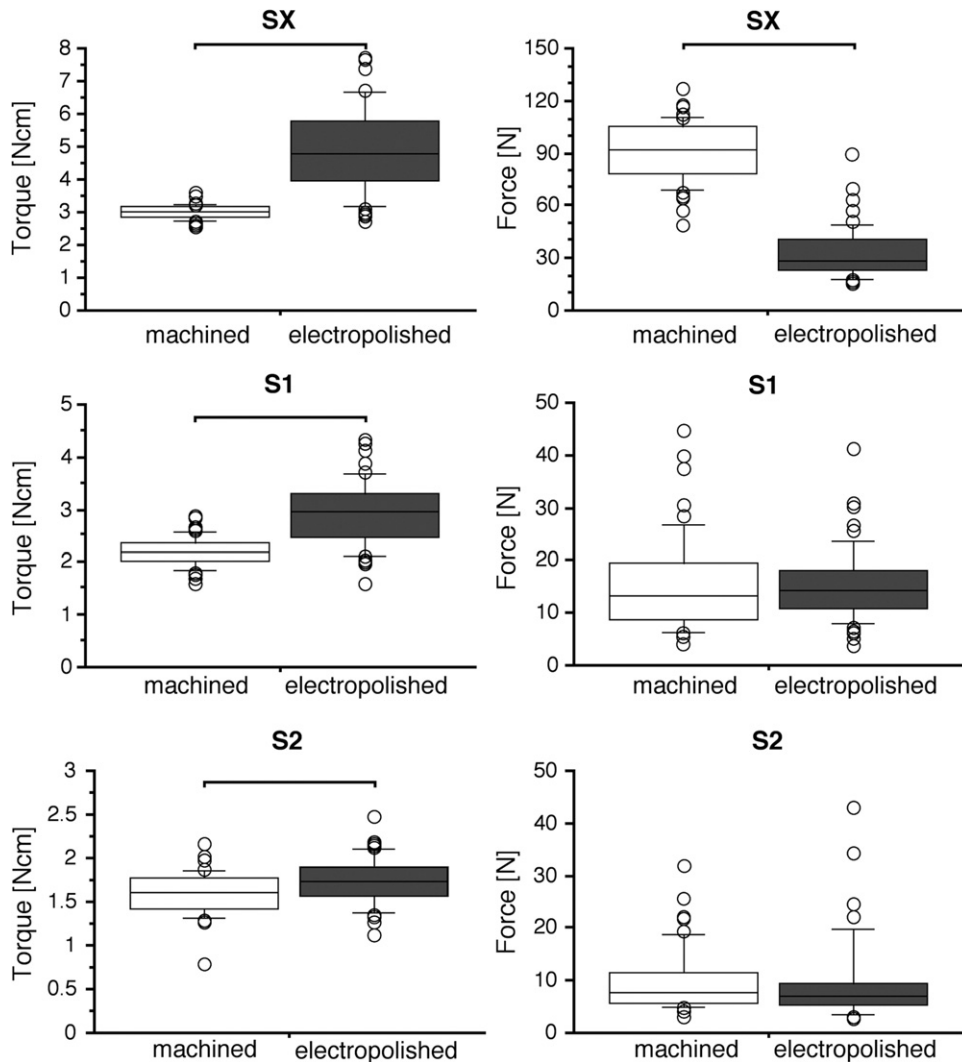 SX
8
7
6
5
4
3
2
1
0
Torque [Ncm]
machined electropolished
SX
150
120
90
60
30
0
Force [N]
machined electropolished
S1
5
4
3
2
1
0
Torque [Ncm]
machined electropolished
S1
50
40
30
20
10
0
Force [N]
machined electropolished
S2
3
2.5
2
1.5
1
0.5
0
Torque [Ncm]
machined electropolished
S2
50
40
30
20
10
0
Force [N]
machined electropolished